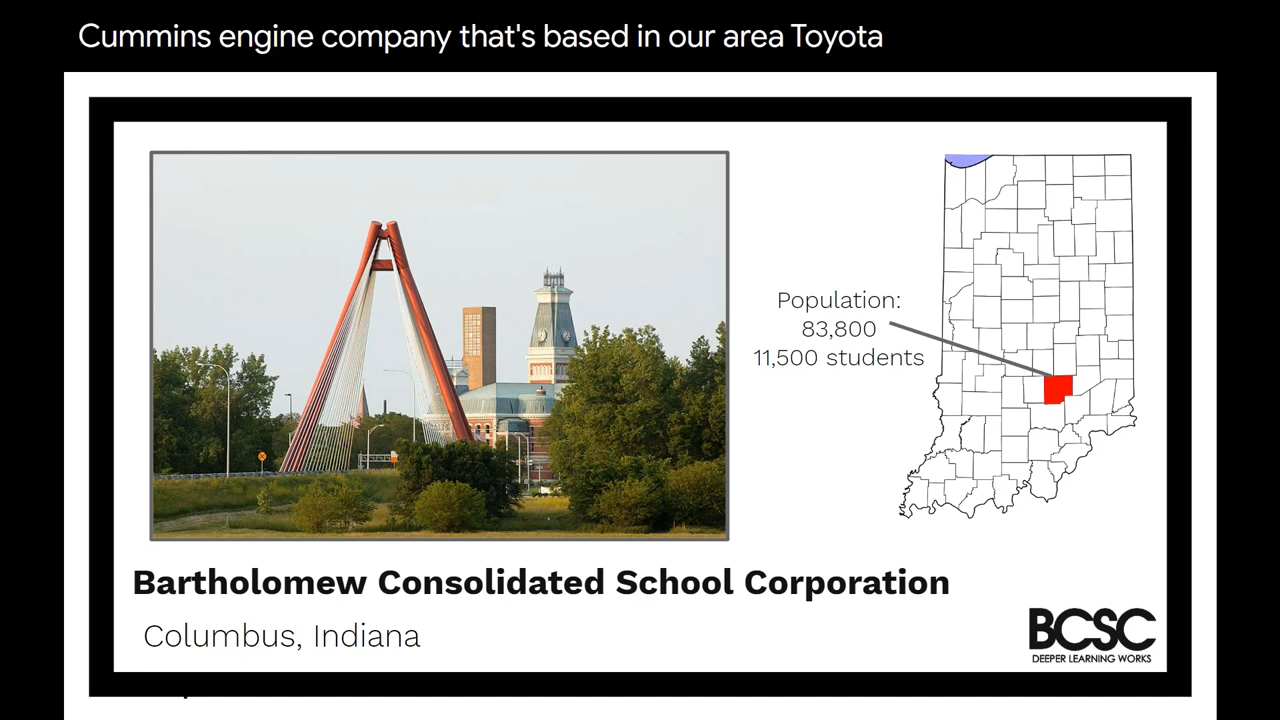 Cummins engine company that's based in our area Toyota
Population:
83,800
11,500 students
Bartholomew Consolidated School Corporation
Columbus, Indiana
BCSC
DEEPER LEARNING WORKS